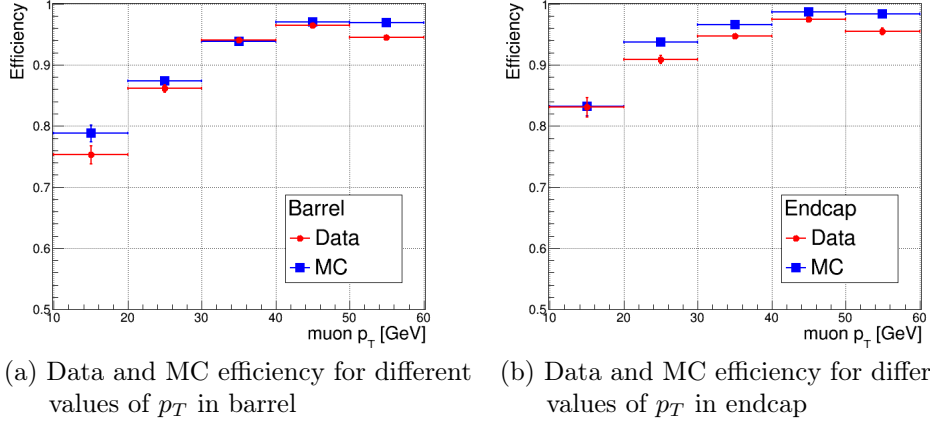 Efficiency
1
0.9
0.8
0.7
0.6
0.5
Barrel
Data
MC
10 20 30 40 50 60
muon p_T [GeV]
Efficiency
1
0.9
0.8
0.7
0.6
0.5
Endcap
Data
MC
10 20 30 40 50 60
muon p_T [GeV]
(a) Data and MC efficiency for different
values of p_T in barrel
(b) Data and MC efficiency for differ
values of p_T in endcap